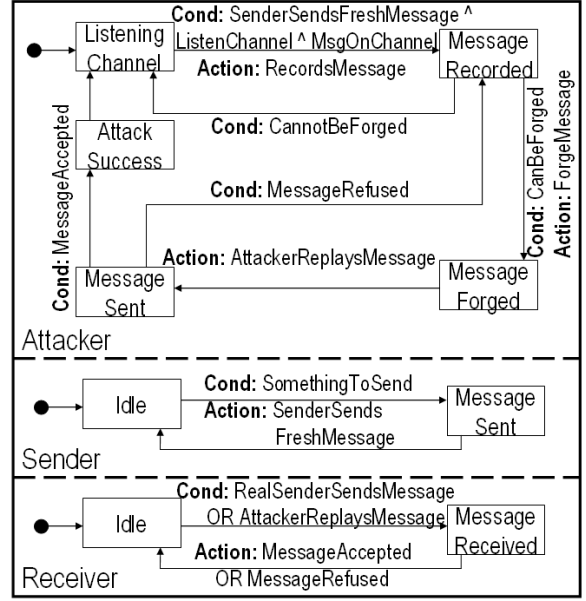 Cond: SenderSendsFreshMessage ^
ListenChannel ^ MsgOnChannel
Action: RecordsMessage
Listening
Channel
Message
Recorded
Cond: CannotBeForged
Attack
Success
Cond: MessageAccepted
Cond: MessageRefused
Cond: CanBeForged
Action: ForgeMessage
Action: AttackerReplaysMessage
Message
Sent
Message
Forged
Attacker
Idle
Cond: SomethingToSend
Action: SenderSends
FreshMessage
Message
Sent
Sender
Cond: RealSenderSendsMessage
OR AttackerReplaysMessage
Idle
Message
Received
Action: MessageAccepted
OR MessageRefused
Receiver